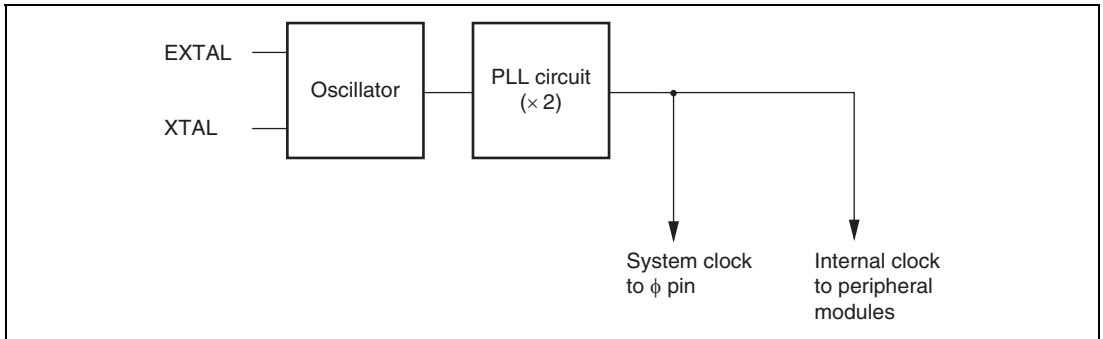 EXTAL
XTAL
Oscillator
PLL circuit
(× 2)
System clock
to ϕ pin
Internal clock
to peripheral
modules